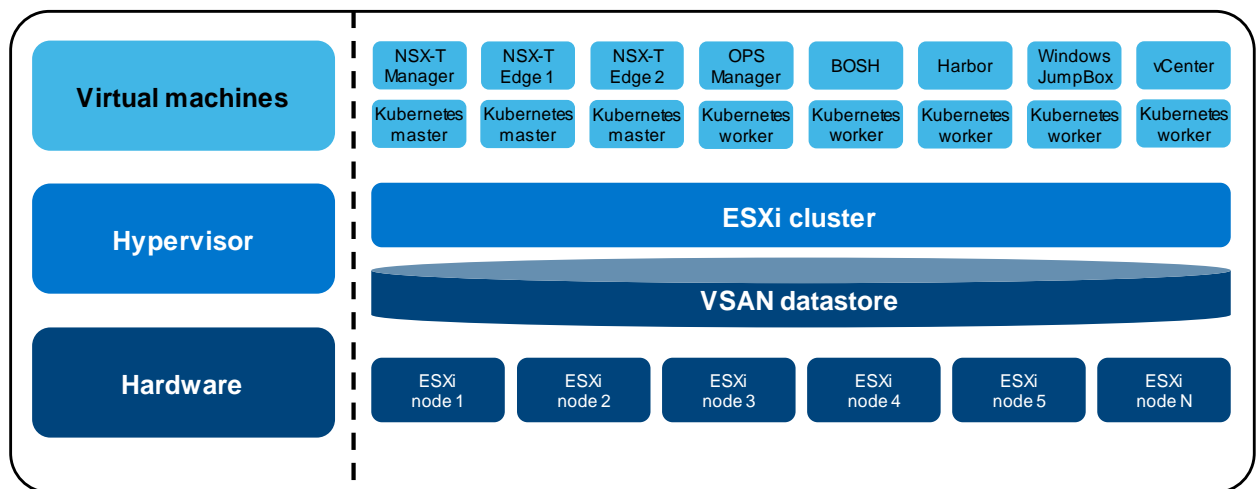 Virtual machines
NSX-T
Manager
NSX-T
Edge 1
NSX-T
Edge 2
OPS
Manager
BOSH
Harbor
Windows
JumpBox
vCenter
Kubernetes
master
Kubernetes
master
Kubernetes
master
Kubernetes
worker
Kubernetes
worker
Kubernetes
worker
Kubernetes
worker
Kubernetes
worker
Hypervisor
ESXi cluster
VSAN datastore
Hardware
ESXi
node 1
ESXi
node 2
ESXi
node 3
ESXi
node 4
ESXi
node 5
ESXi
node N